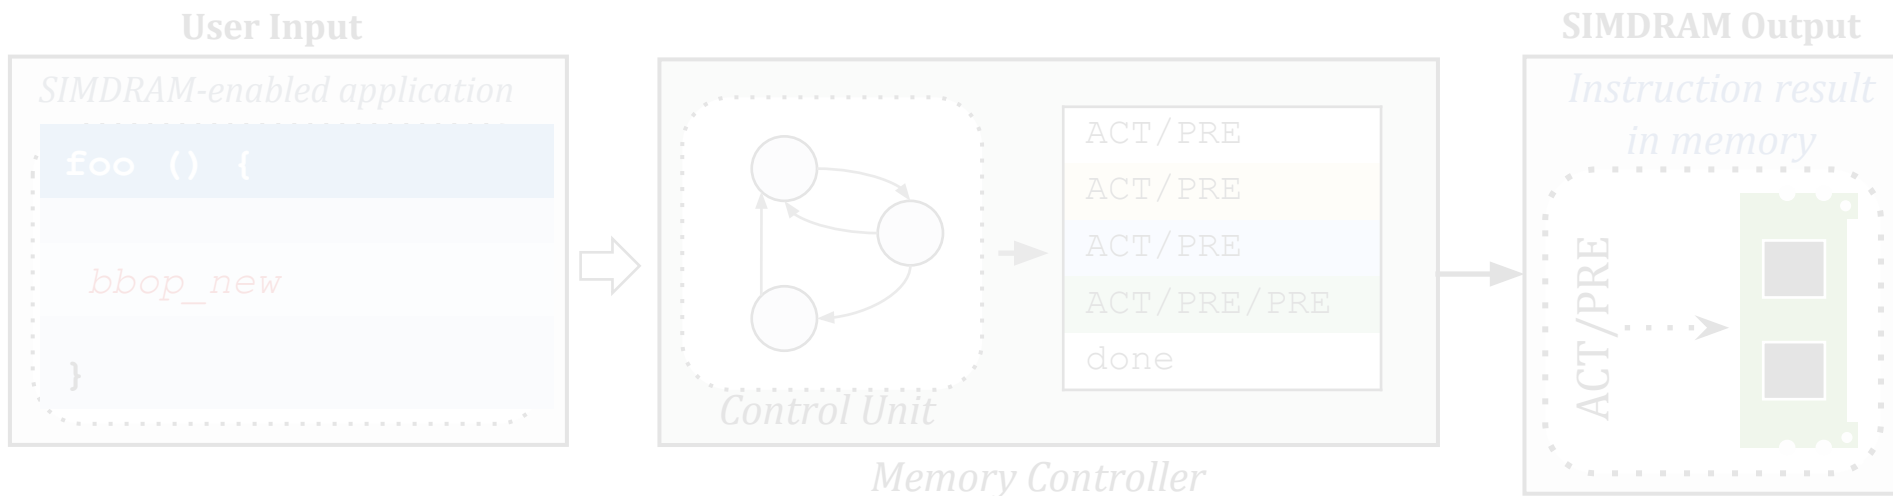 User Input
SIMDRAM-enabled application
foo () {
bbop_new
}
Control Unit
ACT/PRE
ACT/PRE
ACT/PRE
ACT/PRE/PRE
done
Memory Controller
SIMDRAM Output
Instruction result
in memory
ACT/PRE